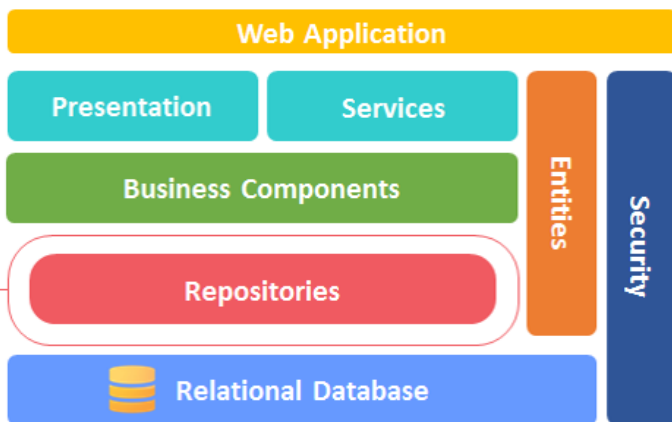 Web Application
Presentation
Services
Business Components
Entities
Security
Repositories
Relational Database